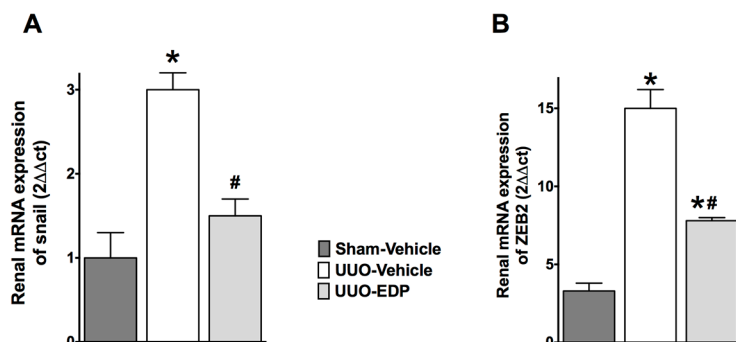 A
Renal mRNA expression
of snail (2ΔΔct)
3
2
1
0
*
#
Sham-Vehicle
UUO-Vehicle
UUO-EDP
B
Renal mRNA expression
of ZEB2 (2ΔΔct)
15
10
5
0
*
*#